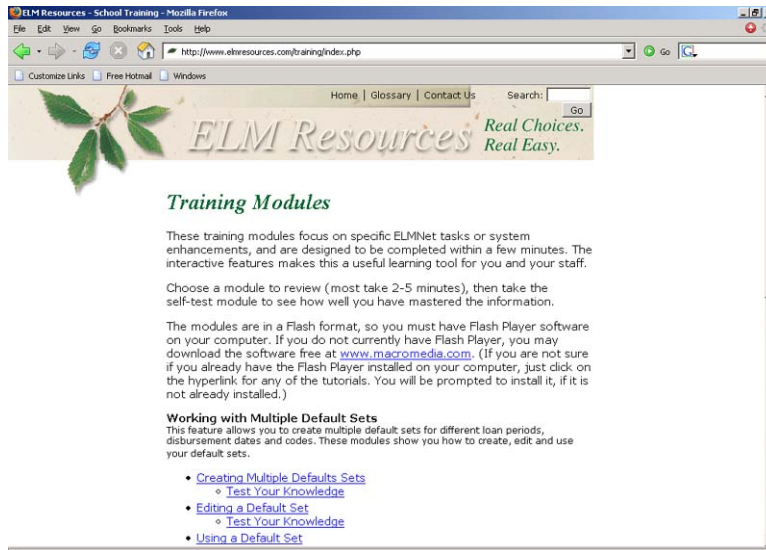 ELM Resources - School Training - Mozilla Firefox
File Edit View Go Bookmarks Tools Help
http://www.elmresources.com/training/index.php
Go
Customize Links Free Hotmail Windows
Home | Glossary | Contact Us Search:
Go
ELM Resources
Real Choices.
Real Easy.
Training Modules
These training modules focus on specific ELMNet tasks or system
enhancements, and are designed to be completed within a few minutes. The
interactive features makes this a useful learning tool for you and your staff.
Choose a module to review (most take 2-5 minutes), then take the
self-test module to see how well you have mastered the information.
The modules are in a Flash format, so you must have Flash Player software
on your computer. If you do not currently have Flash Player, you may
download the software free at www.macromedia.com. (If you are not sure
if you already have the Flash Player installed on your computer, just click on
the hyperlink for any of the tutorials. You will be prompted to install it, if it is
not already installed.)
Working with Multiple Default Sets
This feature allows you to create multiple default sets for different loan periods,
disbursement dates and codes. These modules show you how to create, edit and use
your default sets.
Creating Multiple Defaults Sets
Test Your Knowledge
Editing a Default Set
Test Your Knowledge
Using a Default Set